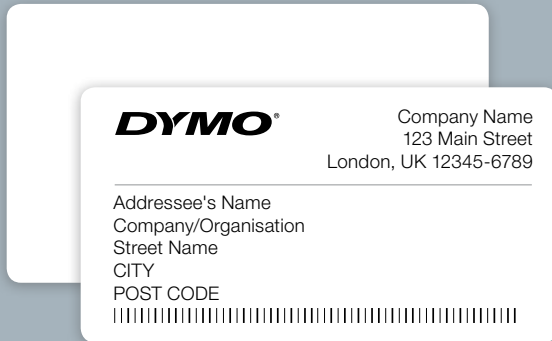 DYMO®
Company Name
123 Main Street
London, UK 12345-6789
Addressee's Name
Company/Organisation
Street Name
CITY
POST CODE